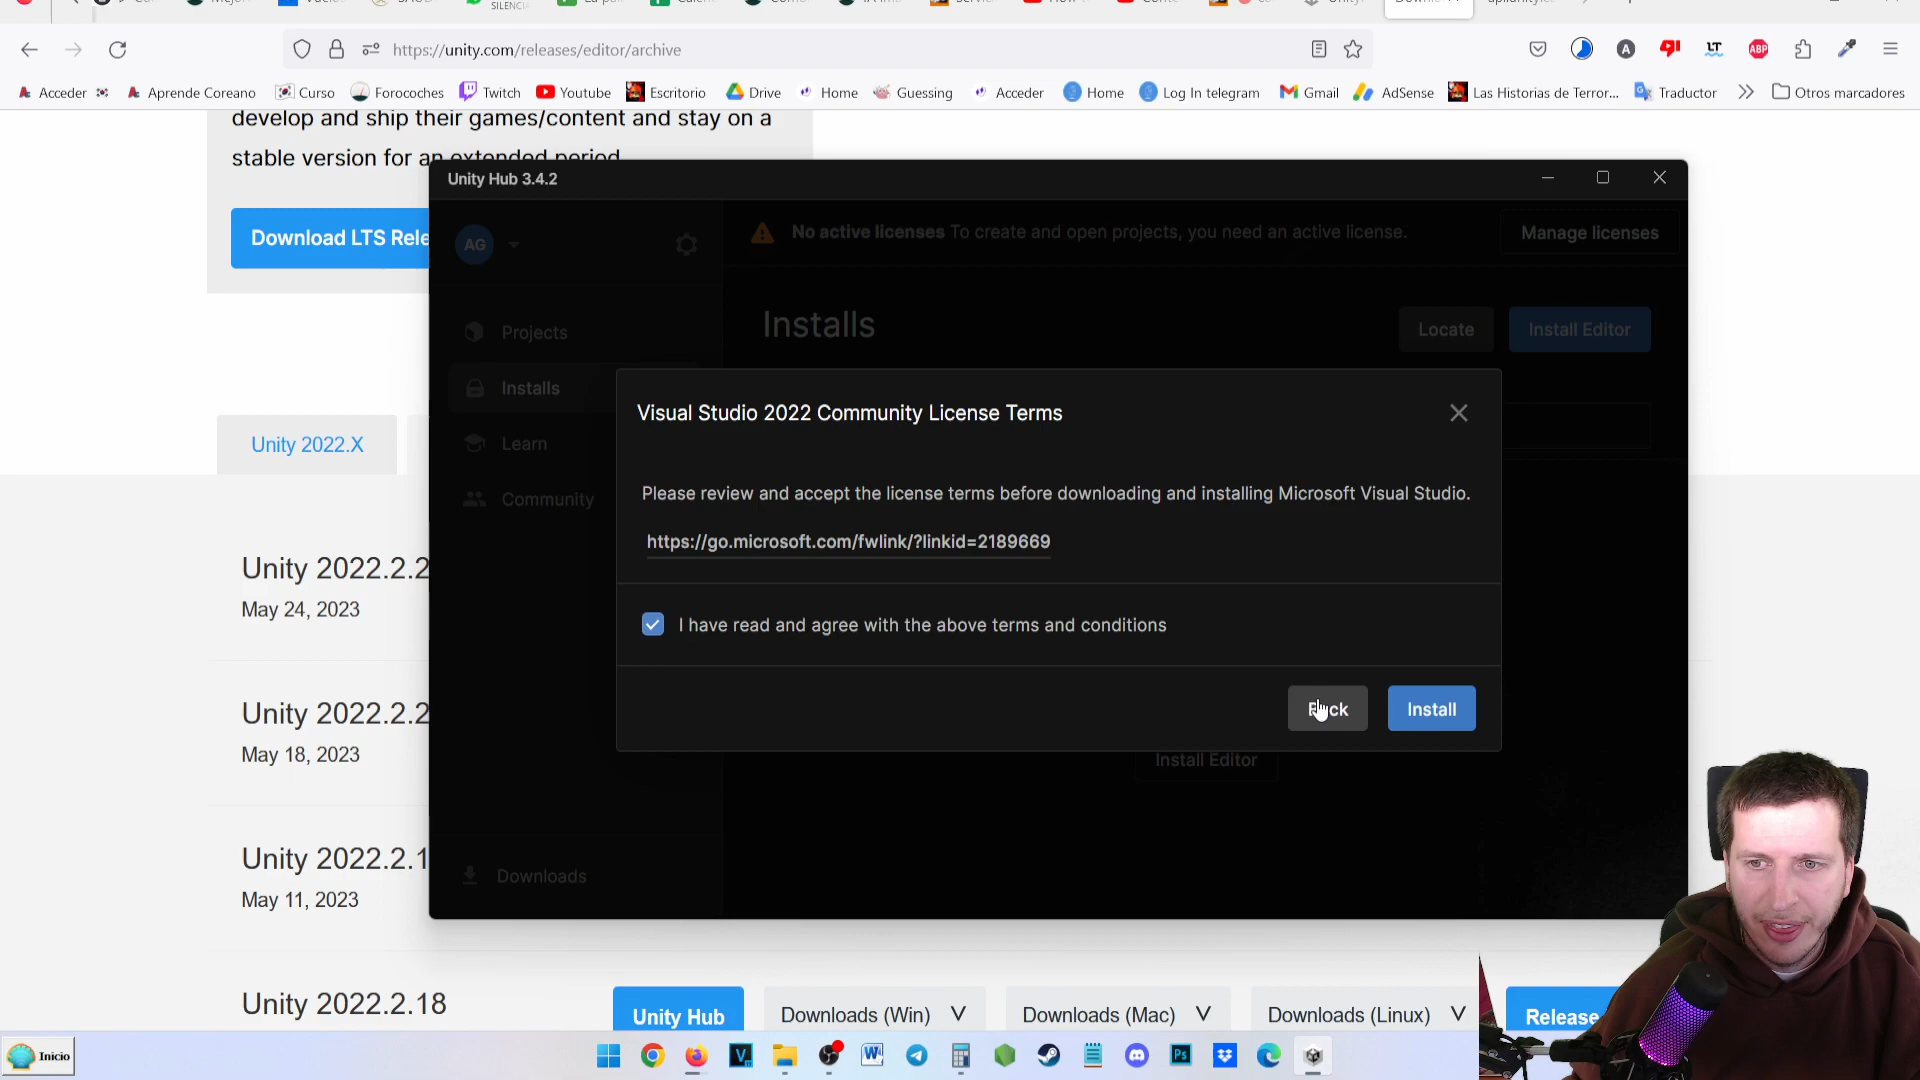 SILENCIA
https://unity.com/releases/editor/archive
Acceder
Aprende Coreano
Curso
Forocoches
Twitch
Youtube
Escritorio
Drive
Home
Guessing
Acceder
Home
Log In telegram
Gmail
AdSense
Las Historias de Terror...
Traductor
Otros marcadores
develop and ship their games/content and stay on a
stable version for an extended period
Download LTS Rele
Unity 2022.X
Unity 2022.2.2
May 24, 2023
Unity 2022.2.2
May 18, 2023
Unity 2022.2.1
May 11, 2023
Unity 2022.2.18
Unity Hub
Downloads (Win)
Downloads (Mac)
Downloads (Linux)
Release
Unity Hub 3.4.2
AG
No active licenses To create and open projects, you need an active license.
Manage licenses
Projects
Installs
Learn
Community
Downloads
Installs
Locate
Install Editor
Visual Studio 2022 Community License Terms
Please review and accept the license terms before downloading and installing Microsoft Visual Studio.
https://go.microsoft.com/fwlink/?linkid=2189669
I have read and agree with the above terms and conditions
Install
Install Editor
Inicio